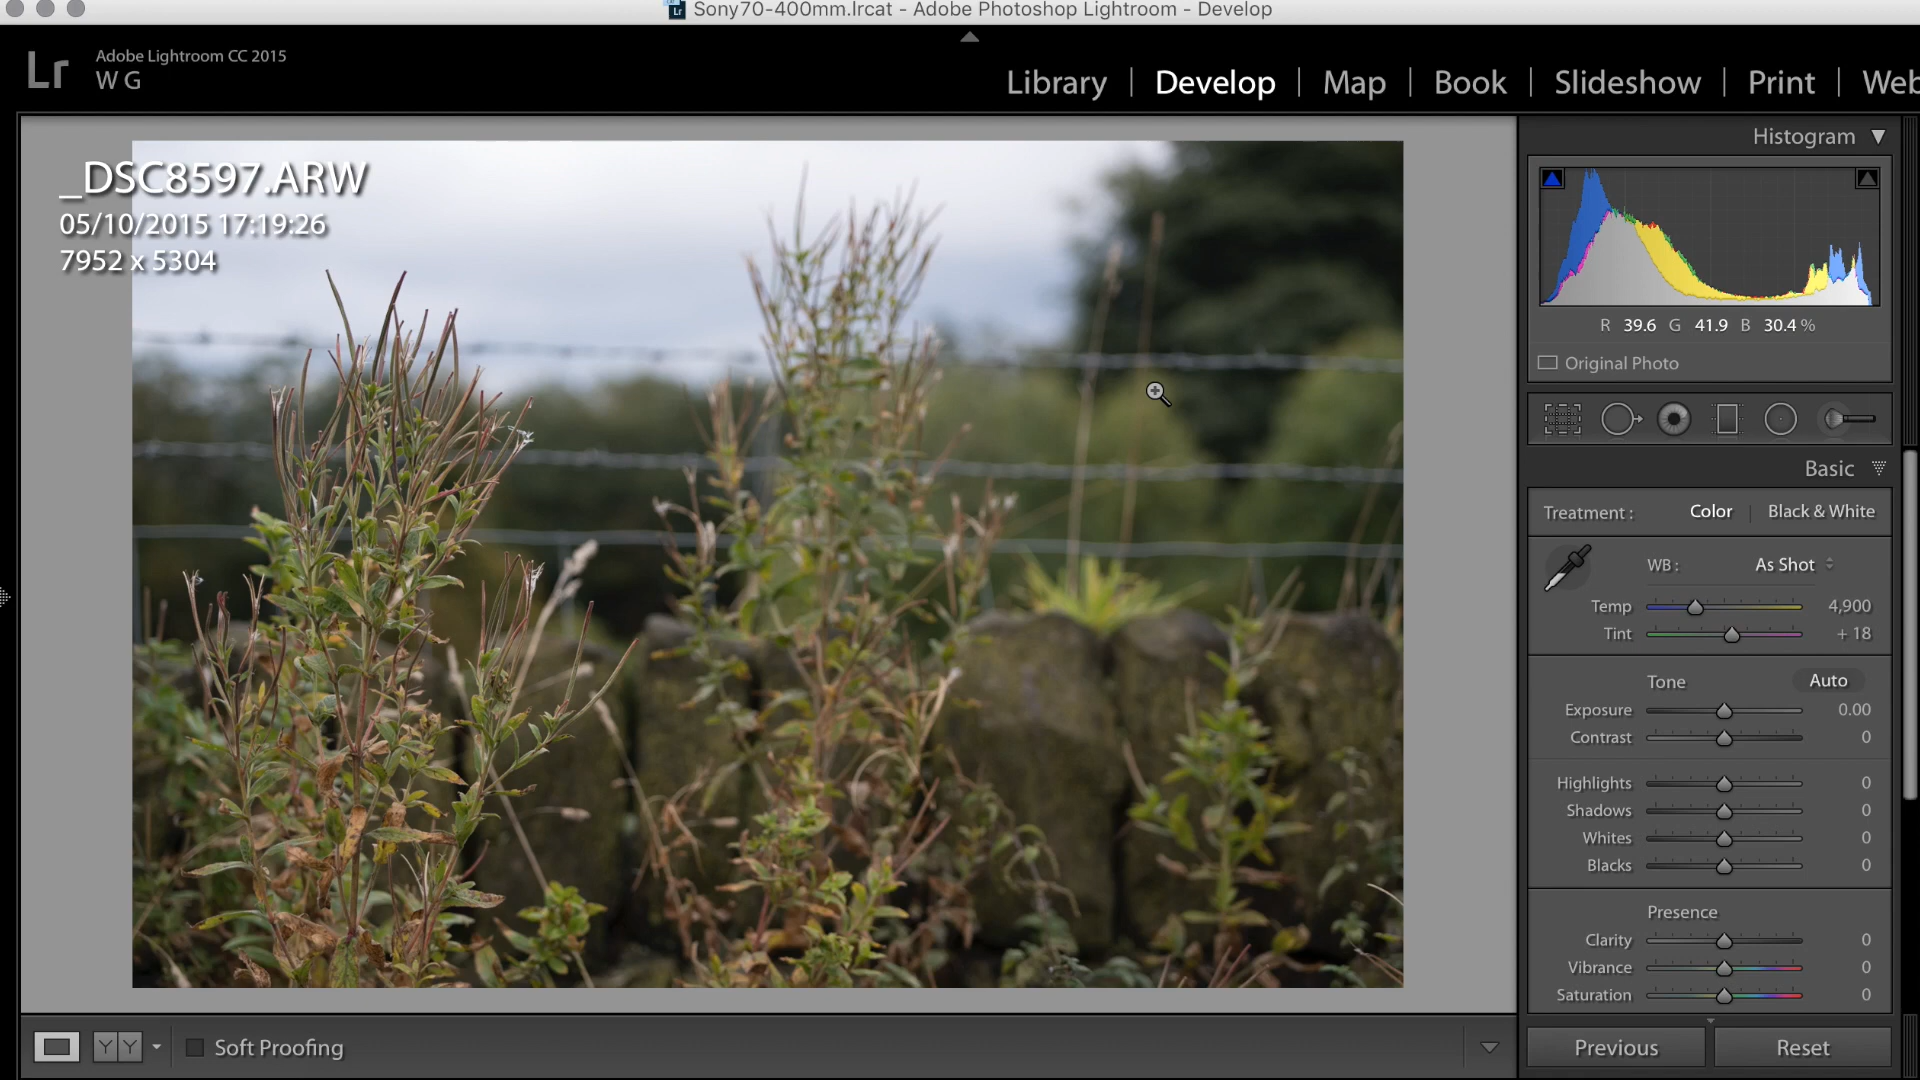 Sony70-400mm.lrcat - Adobe Photoshop Lightroom - Develop
Lr
Adobe Lightroom CC 2015
W G
Library | Develop | Map | Book | Slideshow | Print | Web
_DSC8597.ARW
05/10/2015 17:19:26
7952 x 5304
Histogram
R 39.6 G 41.9 B 30.4 %
Original Photo
Basic
Treatment : Color | Black & White
WB : As Shot
Temp 4,900
Tint + 18
Tone Auto
Exposure 0.00
Contrast 0
Highlights 0
Shadows 0
Whites 0
Blacks 0
Presence
Clarity 0
Vibrance 0
Saturation 0
Y Y Soft Proofing
Previous Reset